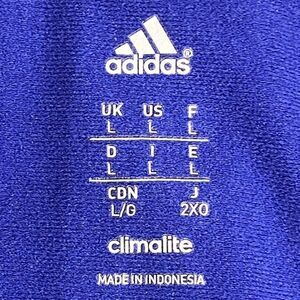 adidas®
UK US F
L L L
D I E
L L L
CDN J
L/G 2XO
climalite
MADE IN INDONESIA